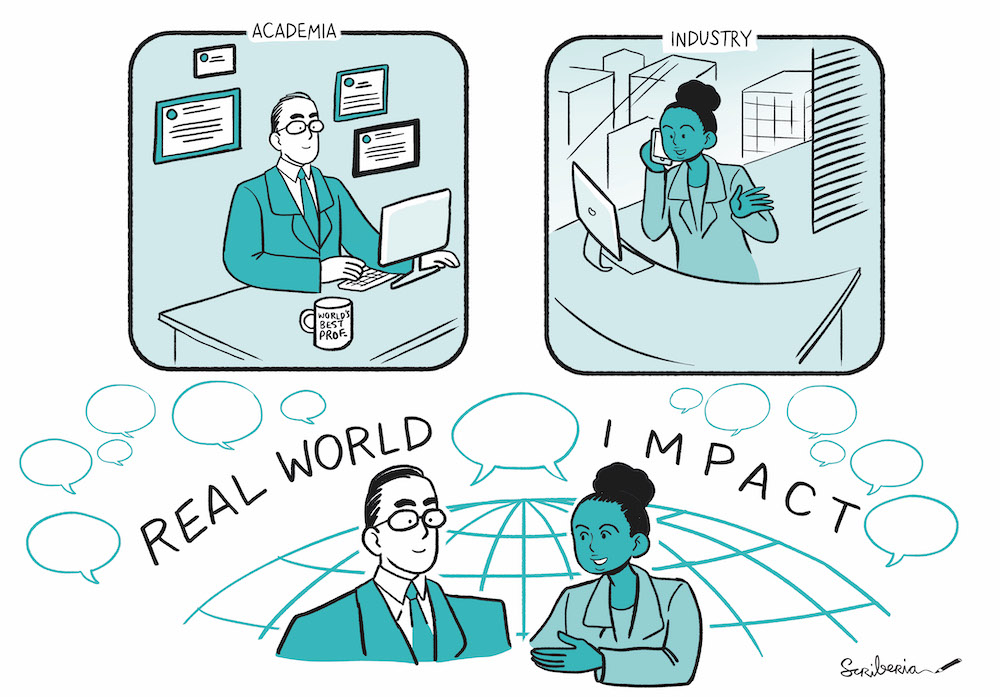 ACADEMIA
INDUSTRY
WORLD'S
BEST
PROF.
REAL WORLD IMPACT
Scriberia